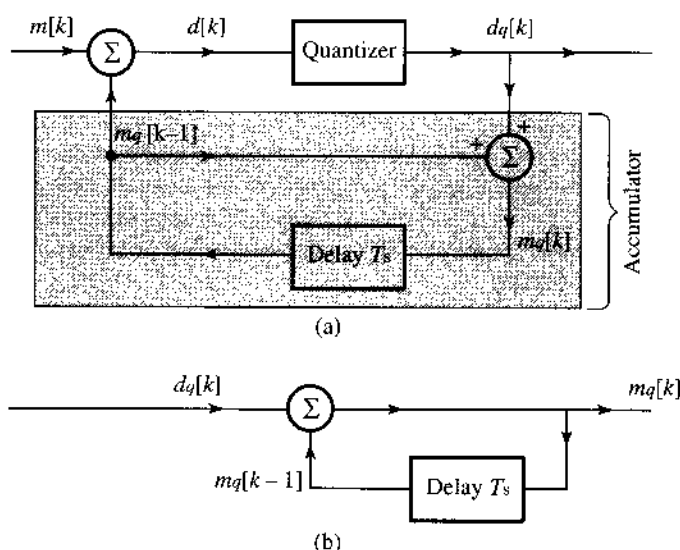 m[k]
Σ
d[k]
Quantizer
dq[k]
mq[k–1]
+
+
Σ
Delay Ts
mq[k]
Accumulator
(a)
dq[k]
Σ
mq[k]
mq[k – 1]
Delay Ts
(b)